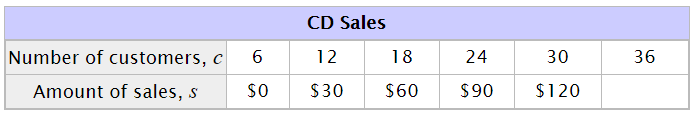 CD Sales
Number of customers, c 6 12 18 24 30 36
Amount of sales, s $0 $30 $60 $90 $120